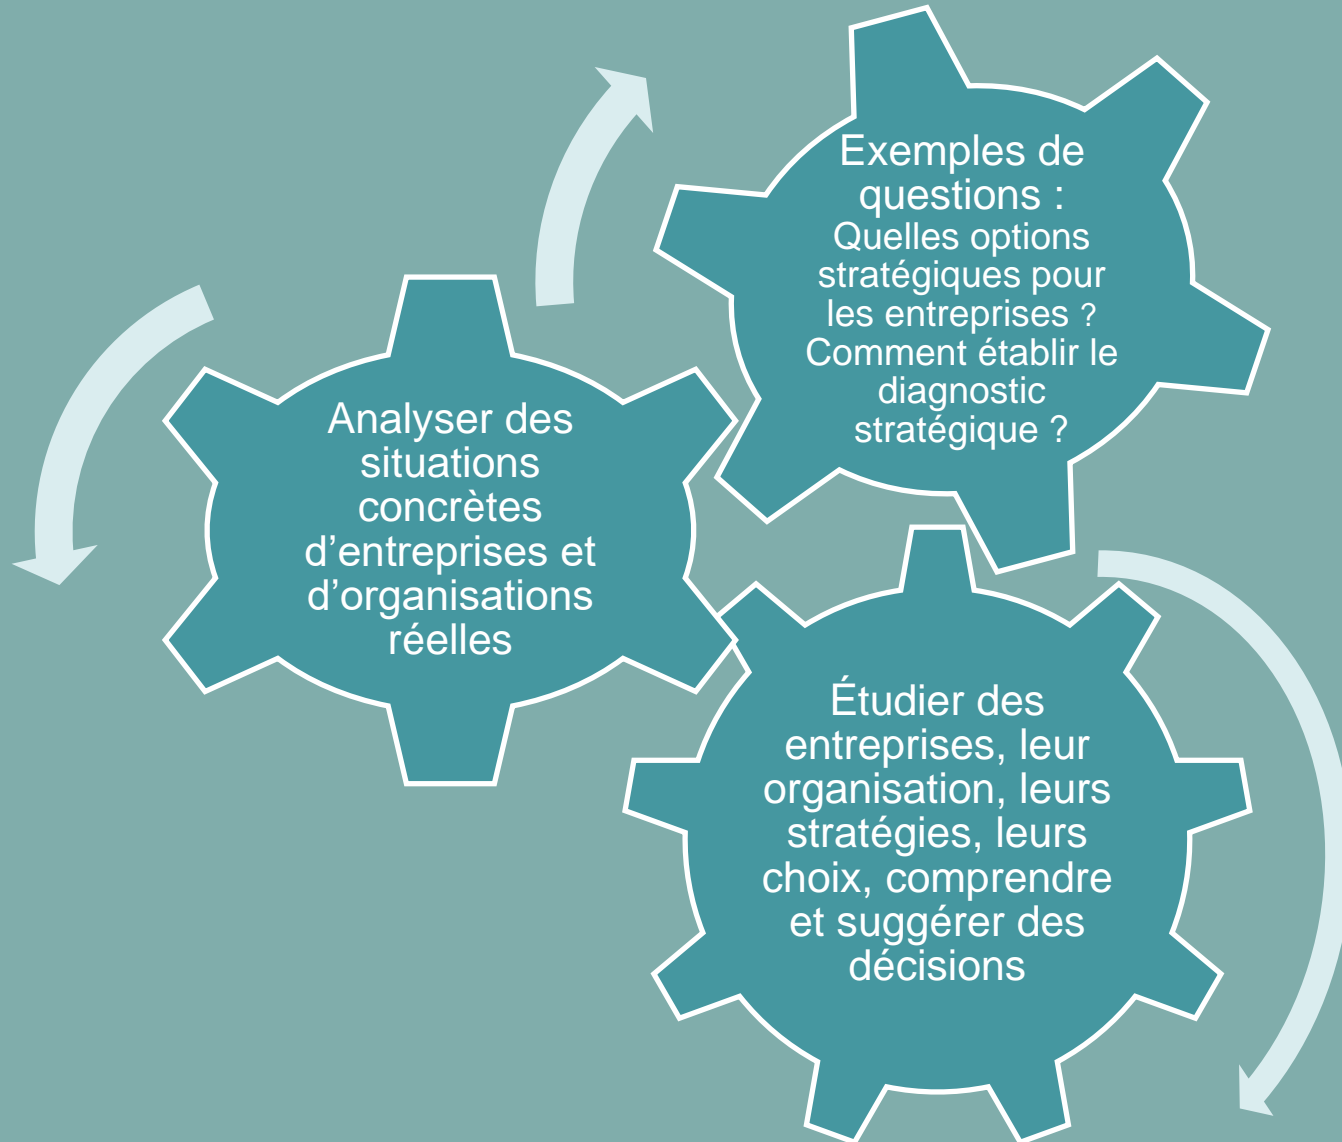 Exemples de
questions :
Quelles options
stratégiques pour
les entreprises ?
Comment établir le
diagnostic
stratégique ?
Analyser des
situations
concrètes
d’entreprises et
d’organisations
réelles
Étudier des
entreprises, leur
organisation, leurs
stratégies, leurs
choix, comprendre
et suggérer des
décisions